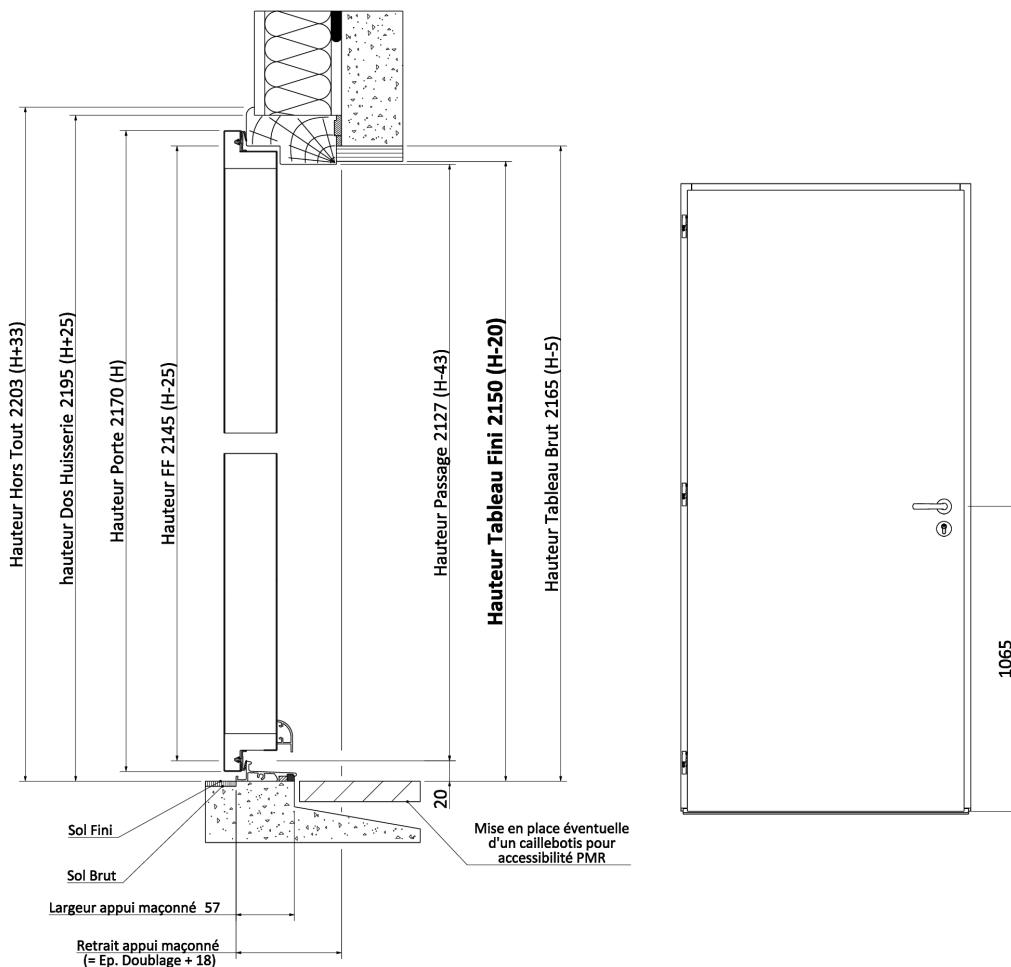 Hauteur Hors Tout 2203 (H+33)
hauteur Dos Huisserie 2195 (H+25)
Hauteur Porte 2170 (H)
Hauteur FF 2145 (H-25)
Hauteur Passage 2127 (H-43)
Hauteur Tableau Fini 2150 (H-20)
Hauteur Tableau Brut 2165 (H-5)
1065
20
Sol Fini
Sol Brut
Largeur appui maçonné 57
Retrait appui maçonné
(= Ep. Doublage + 18)
Mise en place éventuelle
d'un caillebotis pour
accessibilité PMR